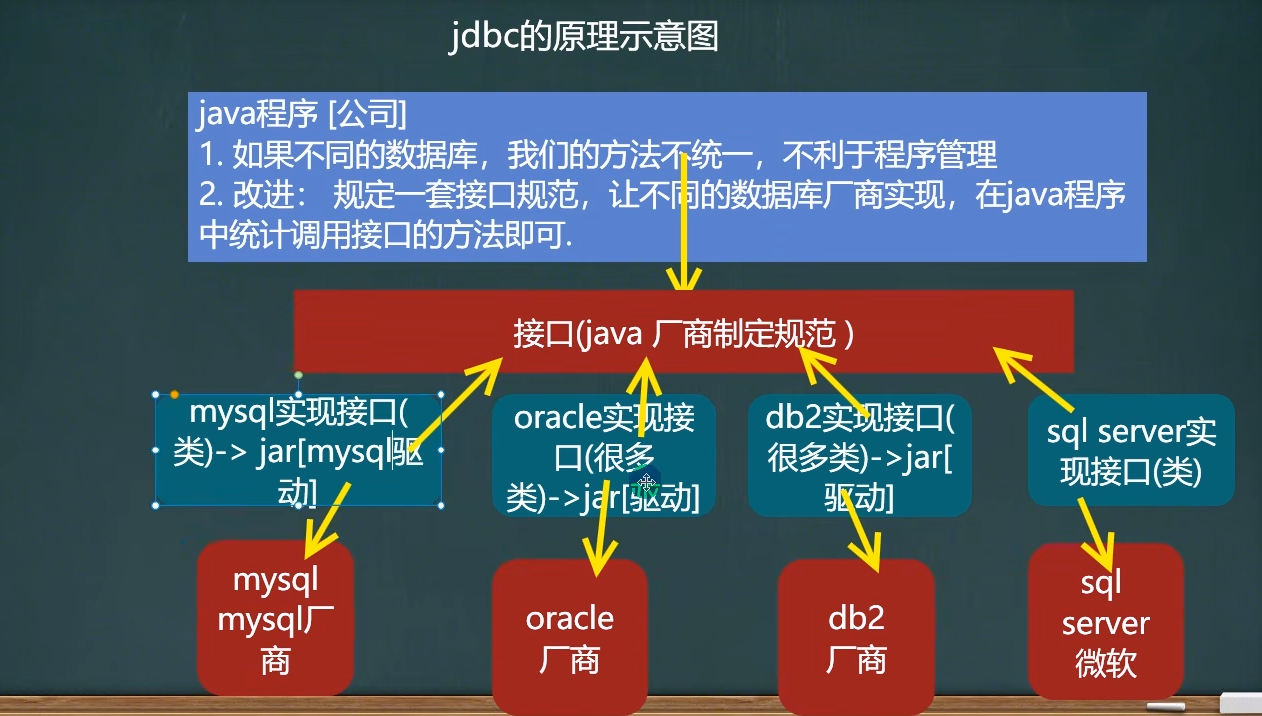 jdbc的原理示意图
java程序 [公司]
1. 如果不同的数据库，我们的方法不统一，不利于程序管理
2. 改进： 规定一套接口规范，让不同的数据库厂商实现，在java程序
中统计调用接口的方法即可.
接口(java 厂商制定规范 )
mysql实现接口(
类)-> jar[mysql驱
动]
oracle实现接
口(很多
类)->jar[驱动]
db2实现接口(
很多类)->jar[
驱动]
sql server实
现接口(类)
mysql
mysql厂
商
oracle
厂商
db2
厂商
sql
server
微软